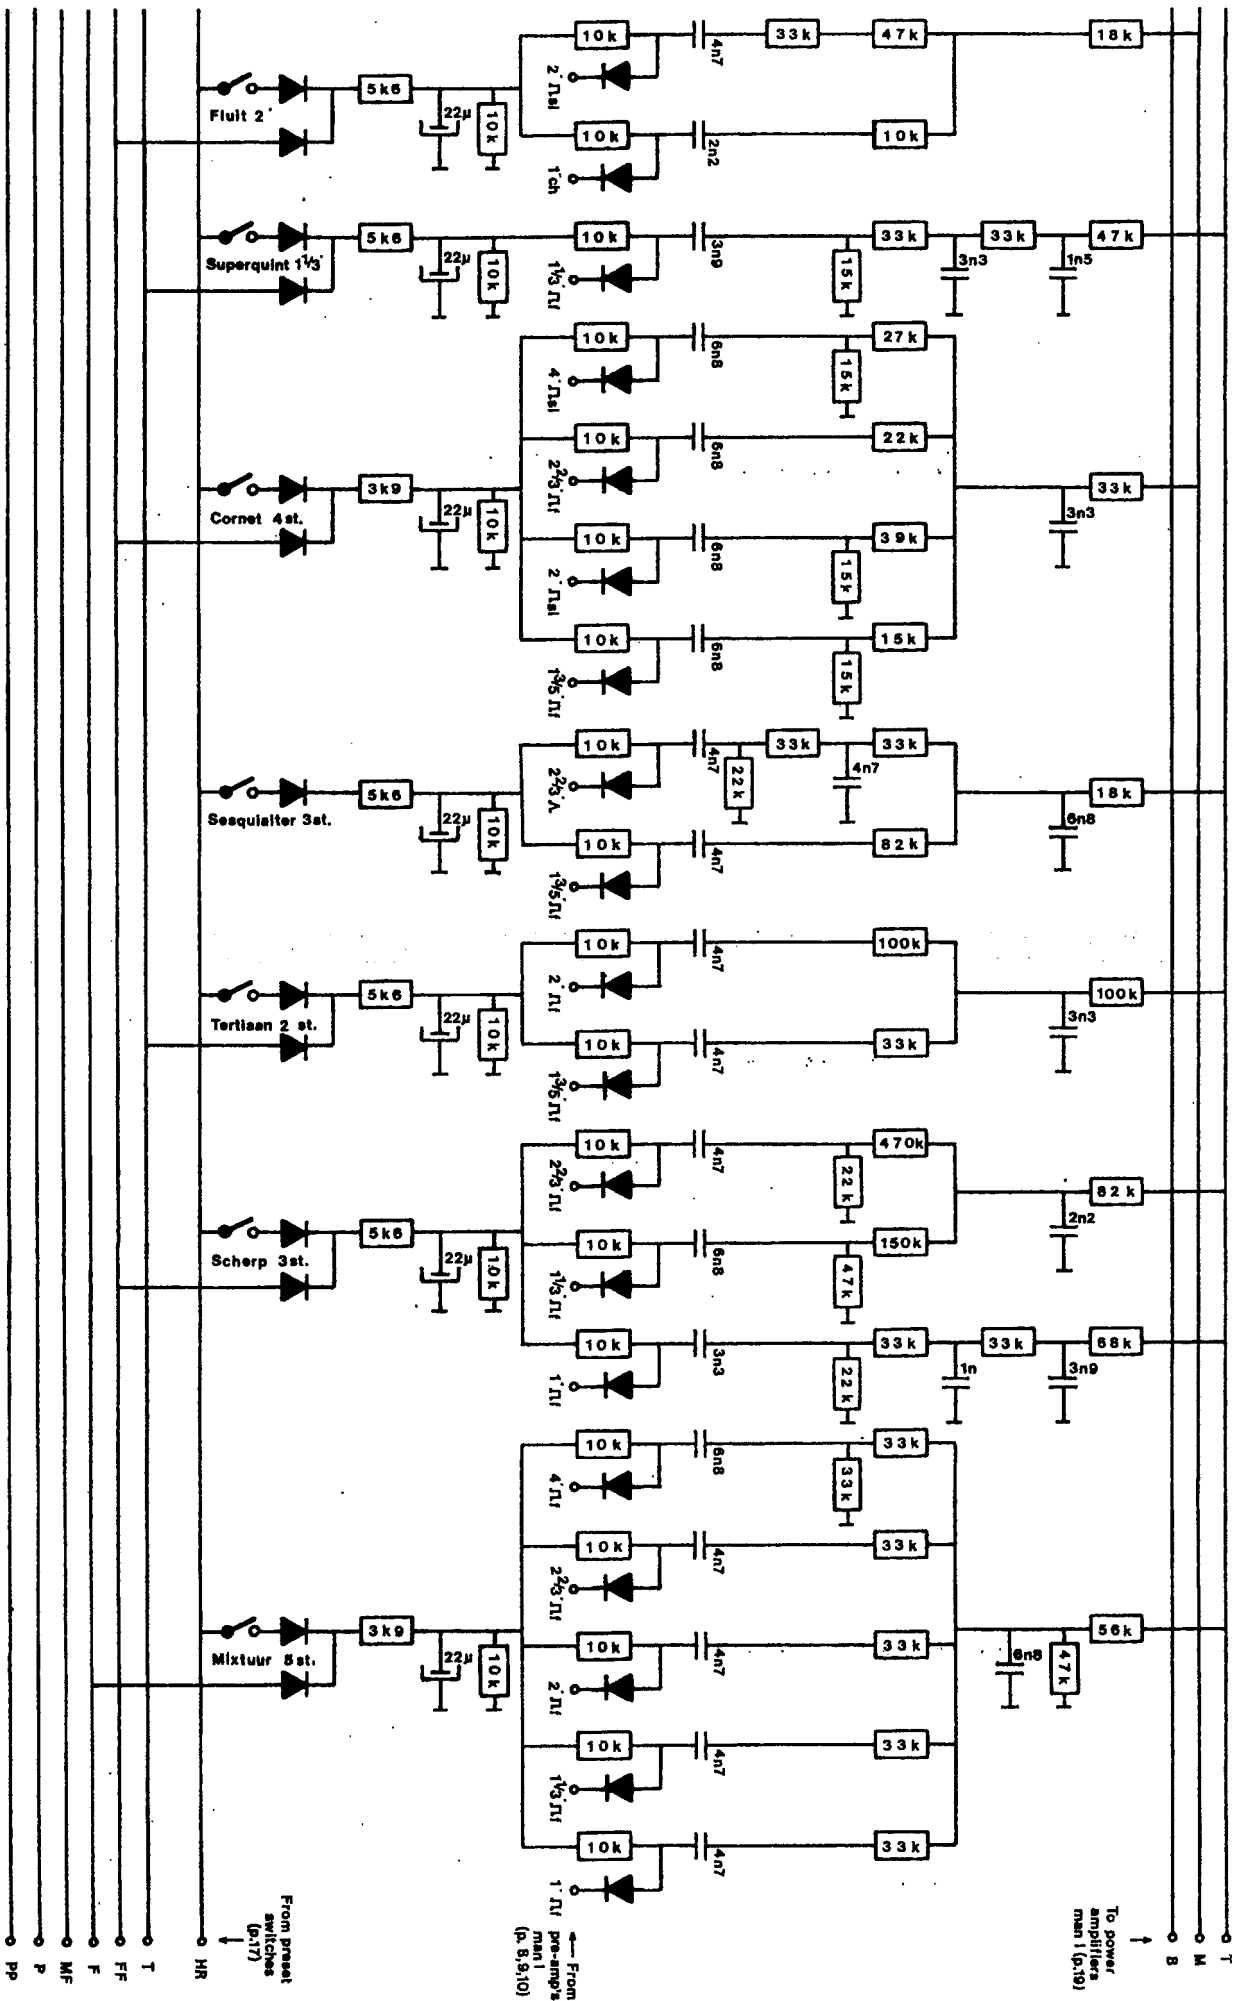 10k
4n7
33k
47k
18k
2' ⊓sl
Fluit 2'
5k6
22µ
10k
10k
2n2
10k
1' ch
Superquint 1⅓'
5k6
22µ
10k
10k
3n9
15k
33k
3n3
33k
1n5
47k
1⅓' ⊓f
10k
6n8
15k
27k
4' ⊓sl
10k
6n8
22k
2⅔' ⊓f
Cornet 4st.
3k9
22µ
10k
3n3
33k
10k
6n8
15k
39k
2' ⊓sl
10k
6n8
15k
15k
1⅗' ⊓f
10k
4n7
22k
33k
4n7
33k
2⅔' Λ
Sesquialter 3st.
5k6
22µ
10k
6n8
18k
10k
4n7
82k
1⅗' ⊓f
10k
4n7
100k
2' ⊓f
Tertiaan 2 st.
5k6
22µ
10k
3n3
100k
10k
4n7
33k
1⅗' ⊓f
10k
4n7
22k
470k
2⅔' ⊓f
2n2
82k
Scherp 3st.
5k6
22µ
10k
10k
6n8
47k
150k
1⅓' ⊓f
10k
3n3
22k
33k
1n
33k
3n9
68k
1' ⊓f
10k
6n8
33k
33k
4' ⊓f
10k
4n7
33k
2⅔' ⊓f
Mixtuur 5st.
3k9
22µ
10k
10k
4n7
33k
2' ⊓f
6n8
47k
56k
10k
4n7
33k
1⅓' ⊓f
10k
4n7
33k
1' ⊓f
From preset
switches
(p.17)
From
pre-amp's
man I
(p. 8,9,10)
To power
amplifiers
man I (p.19)
PP
P
MF
F
FF
T
HR
B
M
T